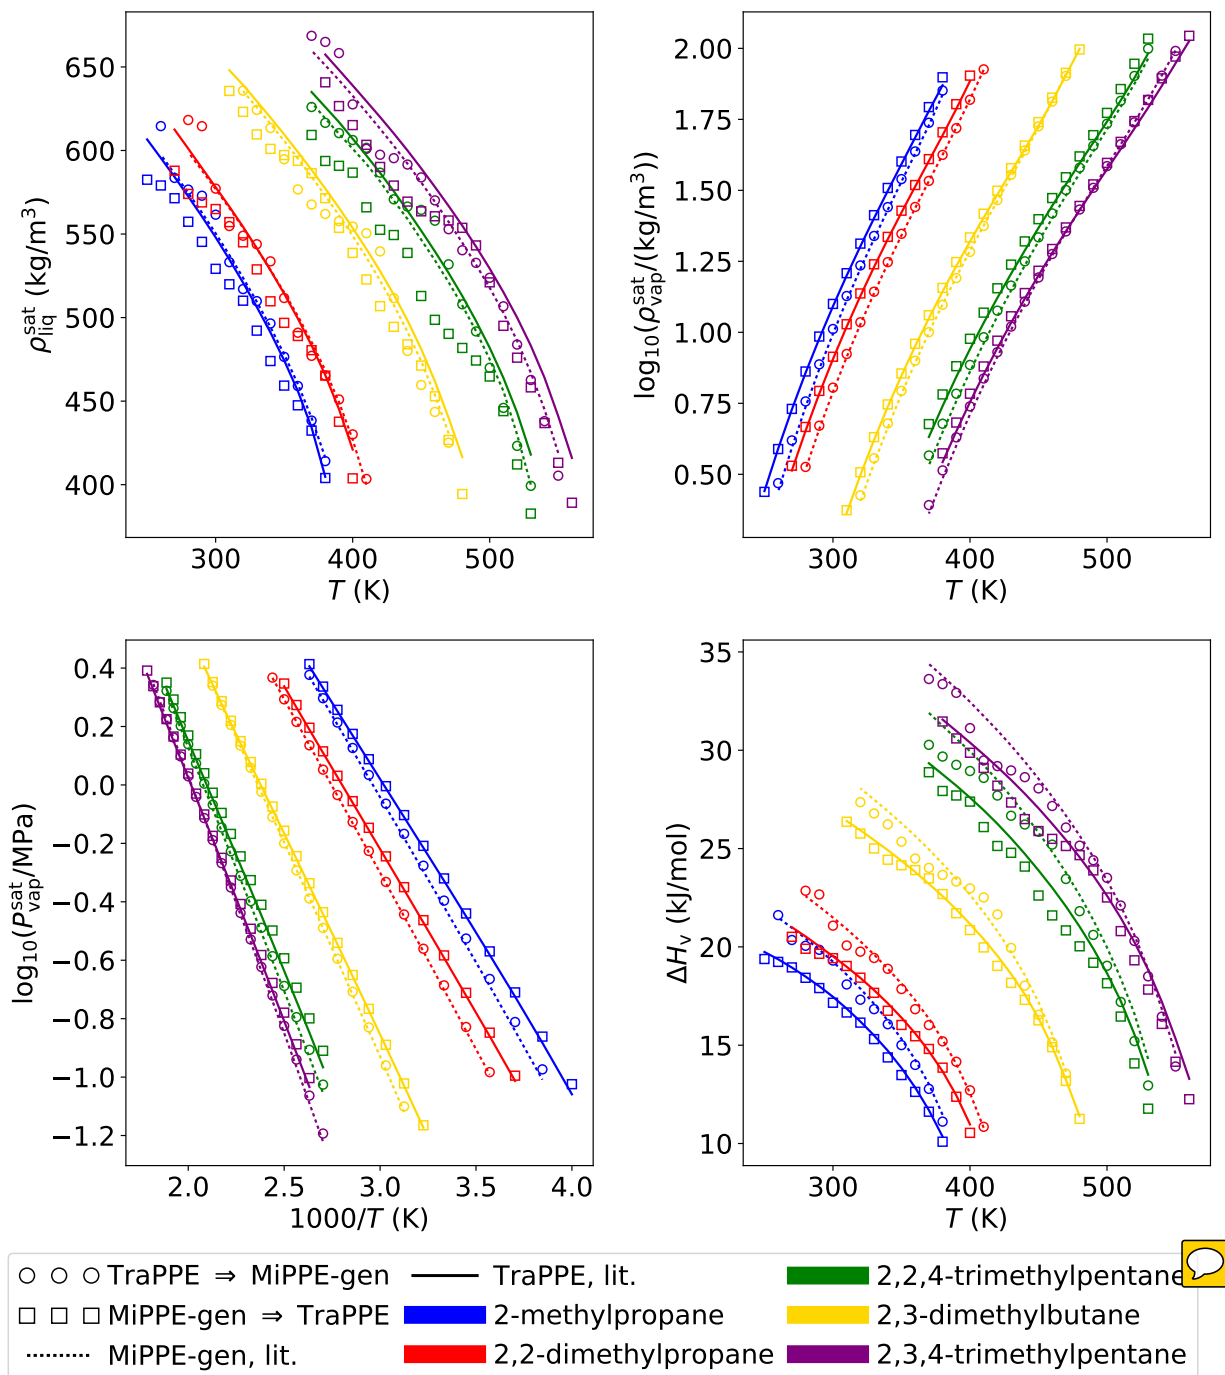 650
600
550
500
450
400
ρ_liq^sat (kg/m³)
300 400 500
T (K)
2.00
1.75
1.50
1.25
1.00
0.75
0.50
log₁₀(ρ_vap^sat/(kg/m³))
300 400 500
T (K)
0.4
0.2
0.0
−0.2
−0.4
−0.6
−0.8
−1.0
−1.2
log₁₀(P_vap^sat/MPa)
2.0 2.5 3.0 3.5 4.0
1000/T (K)
35
30
25
20
15
10
ΔH_v (kJ/mol)
300 400 500
T (K)
TraPPE ⇒ MiPPE-gen
MiPPE-gen ⇒ TraPPE
MiPPE-gen, lit.
TraPPE, lit.
2-methylpropane
2,2-dimethylpropane
2,2,4-trimethylpentane
2,3-dimethylbutane
2,3,4-trimethylpentane